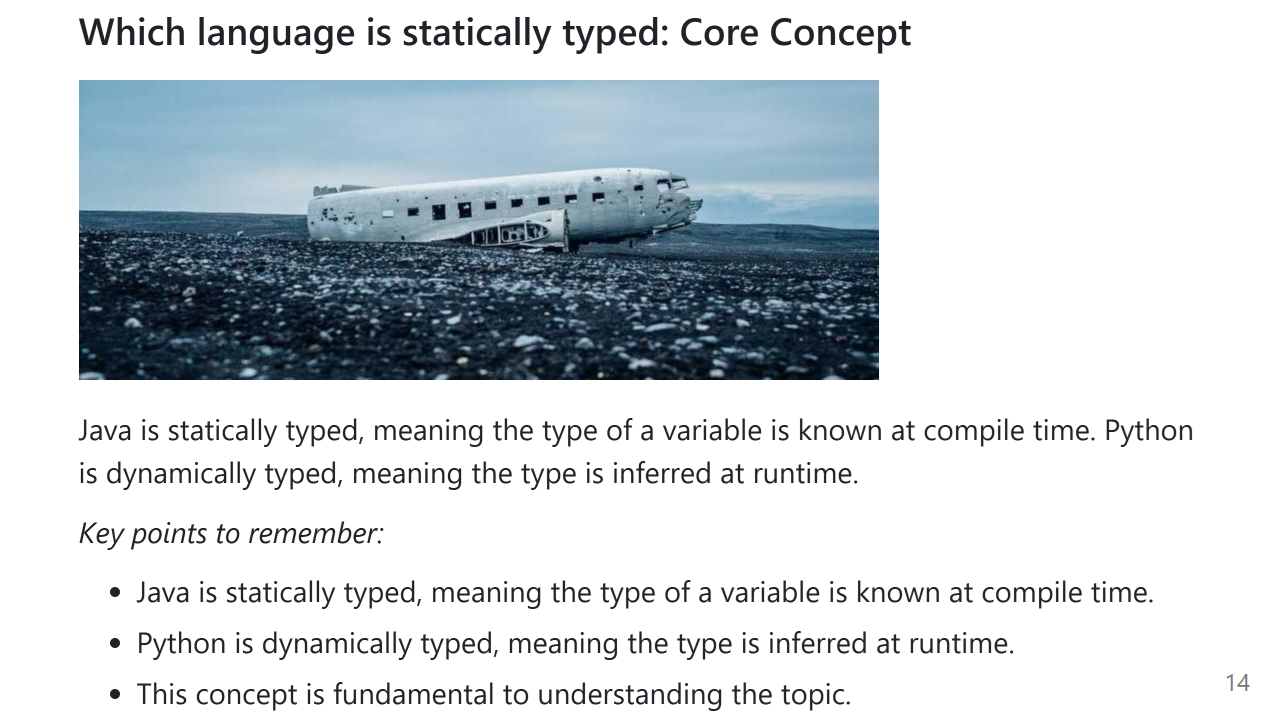 Which language is statically typed: Core Concept
Java is statically typed, meaning the type of a variable is known at compile time. Python
is dynamically typed, meaning the type is inferred at runtime.
Key points to remember:
• Java is statically typed, meaning the type of a variable is known at compile time.
• Python is dynamically typed, meaning the type is inferred at runtime.
• This concept is fundamental to understanding the topic.
14